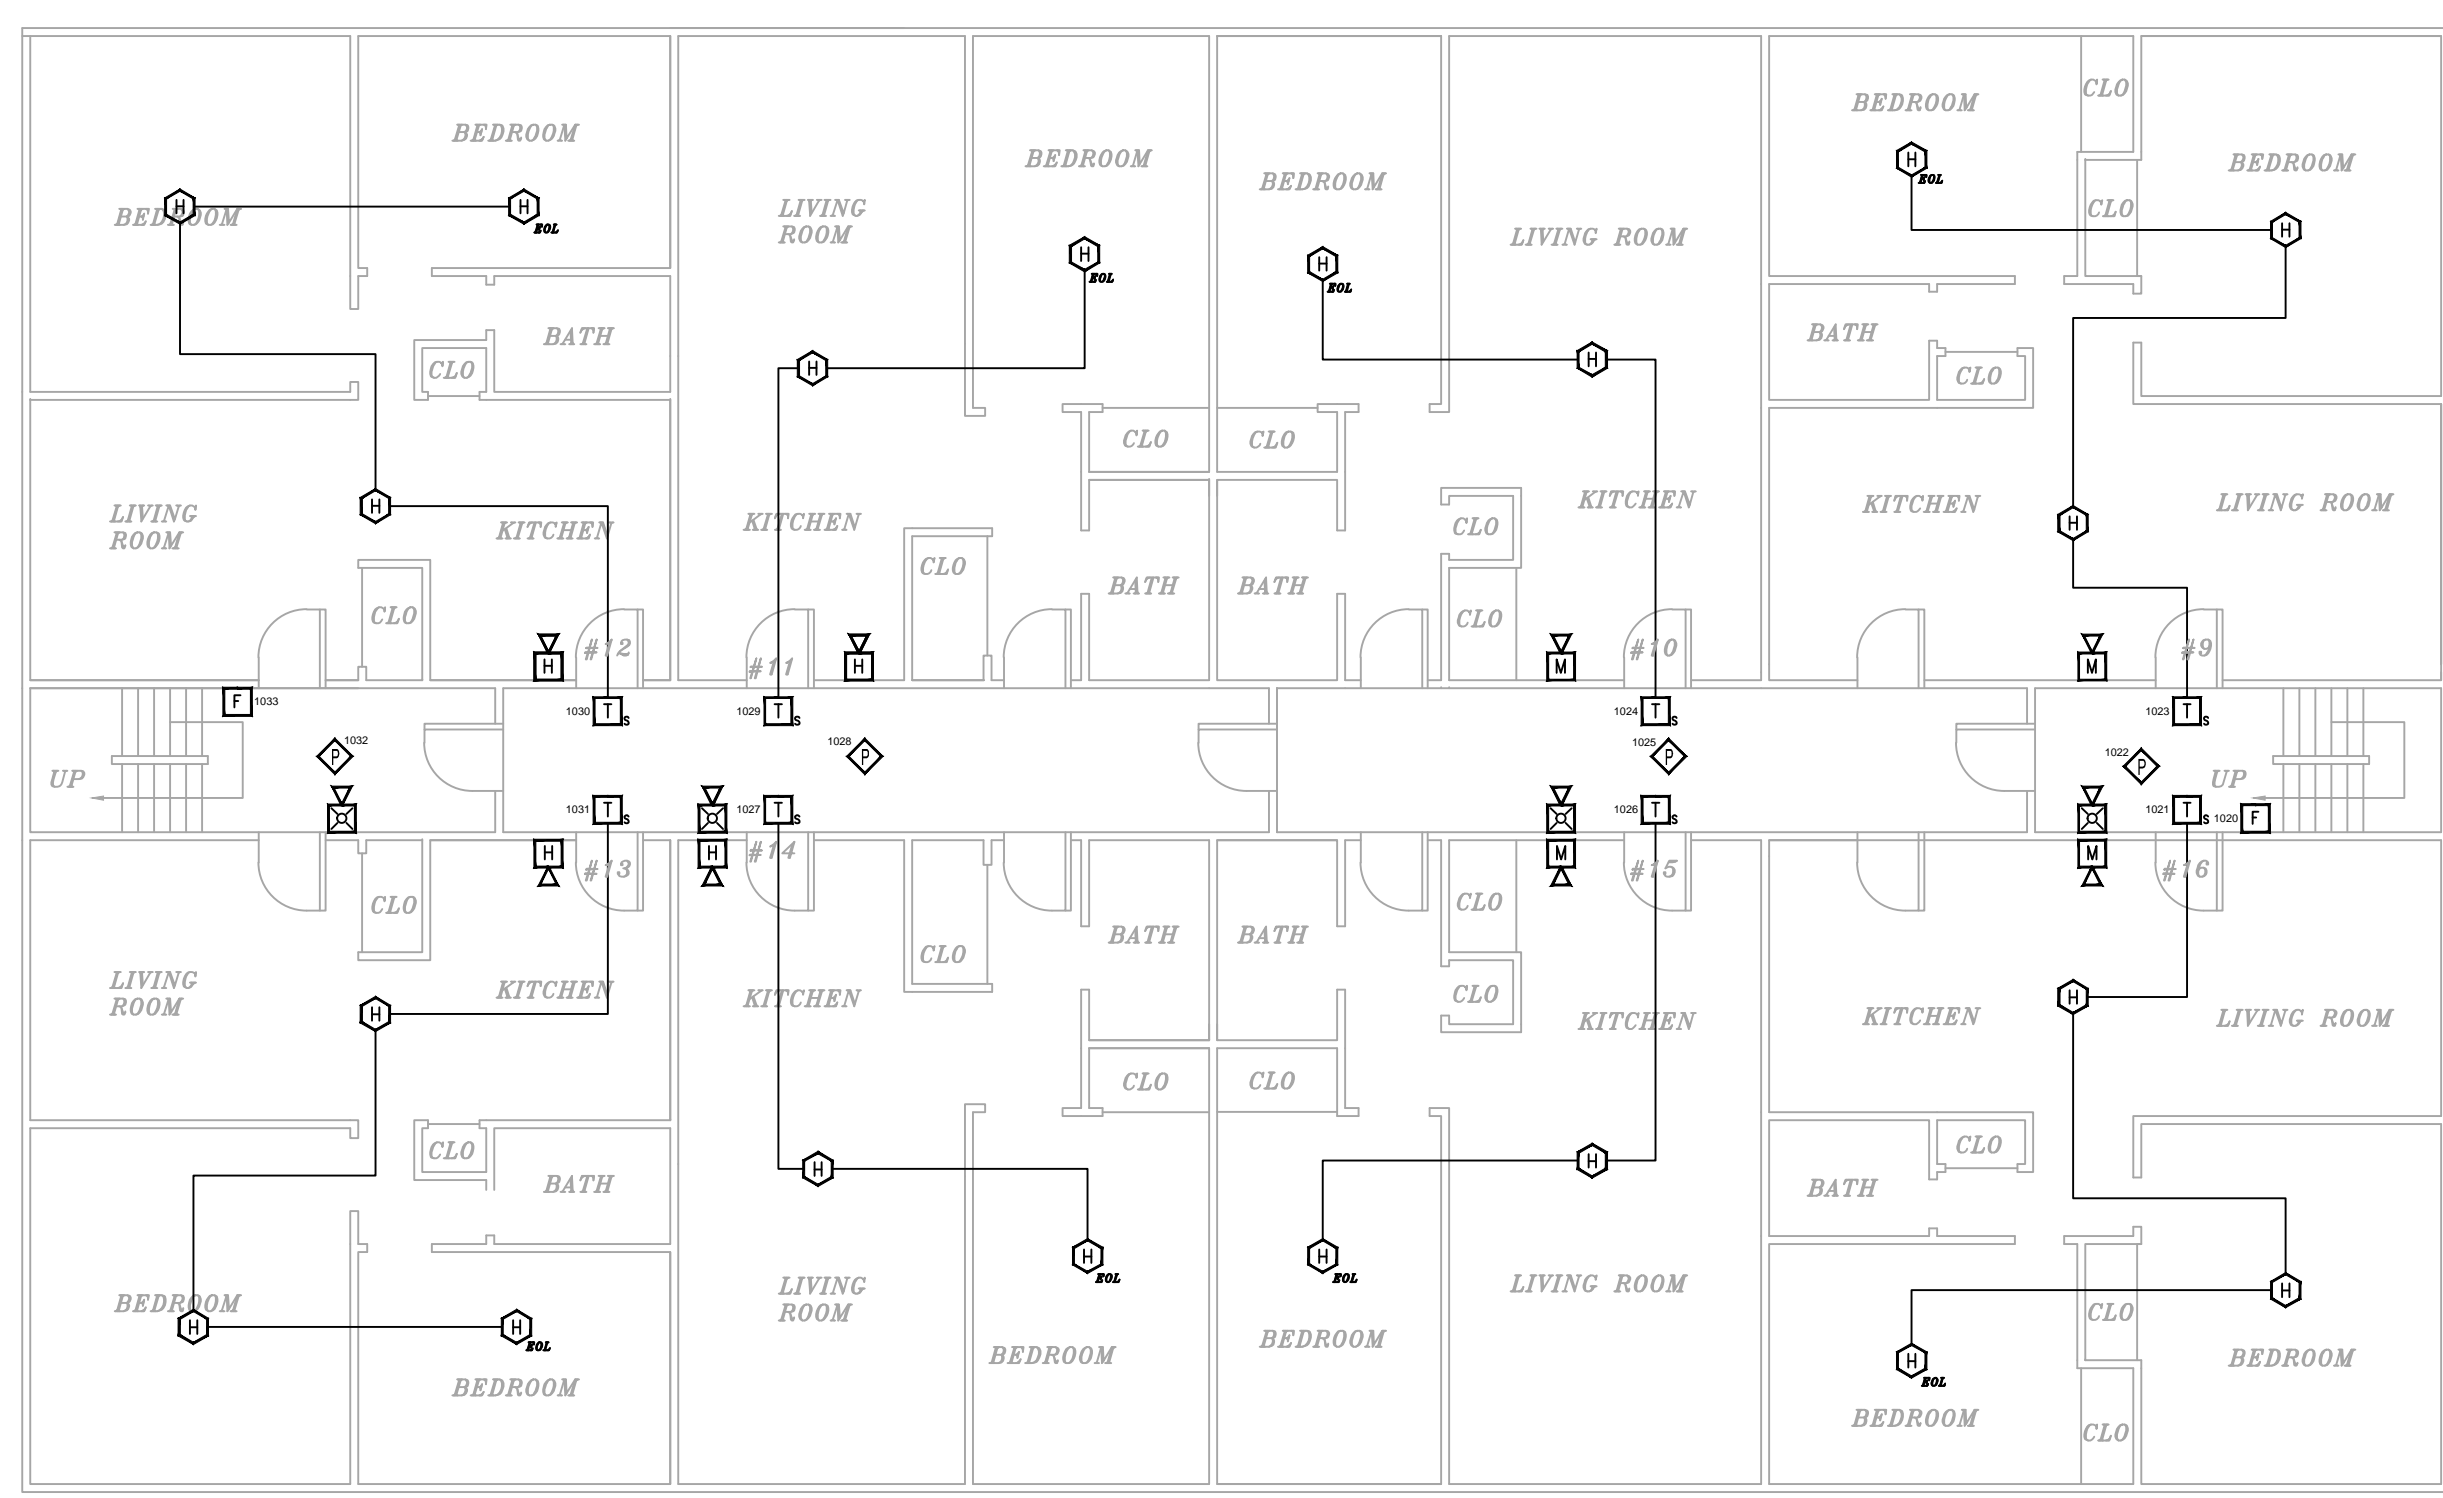 CLO
BEDROOM
BEDROOM
BEDROOM
BEDROOM
BEDROOM
H
EOL
BEDROOM
H
H
BEDROOM
EOL
LIVING
ROOM
CLO
H
LIVING ROOM
H
EOL
H
EOL
BATH
BATH
H
H
CLO
CLO
CLO
CLO
H
LIVING
ROOM
KITCHEN
KITCHEN
KITCHEN
CLO
KITCHEN
H
LIVING ROOM
CLO
BATH
BATH
CLO
CLO
#12
#11
#10
#9
H
H
M
M
F
1033
1030
T
S
1029
T
S
1024
T
S
1023
T
S
P
1032
1028
P
1025
P
1022
P
UP
UP
1031
T
S
1027
T
S
1026
T
S
1021
T
S
1020
F
H
H
#14
M
M
#13
#15
#16
CLO
CLO
BATH
BATH
CLO
LIVING
ROOM
KITCHEN
KITCHEN
CLO
KITCHEN
KITCHEN
H
LIVING ROOM
H
CLO
CLO
CLO
CLO
H
H
BATH
BATH
H
EOL
H
EOL
LIVING
ROOM
LIVING ROOM
H
BEDROOM
CLO
H
H
EOL
BEDROOM
BEDROOM
H
EOL
BEDROOM
BEDROOM
BEDROOM
CLO